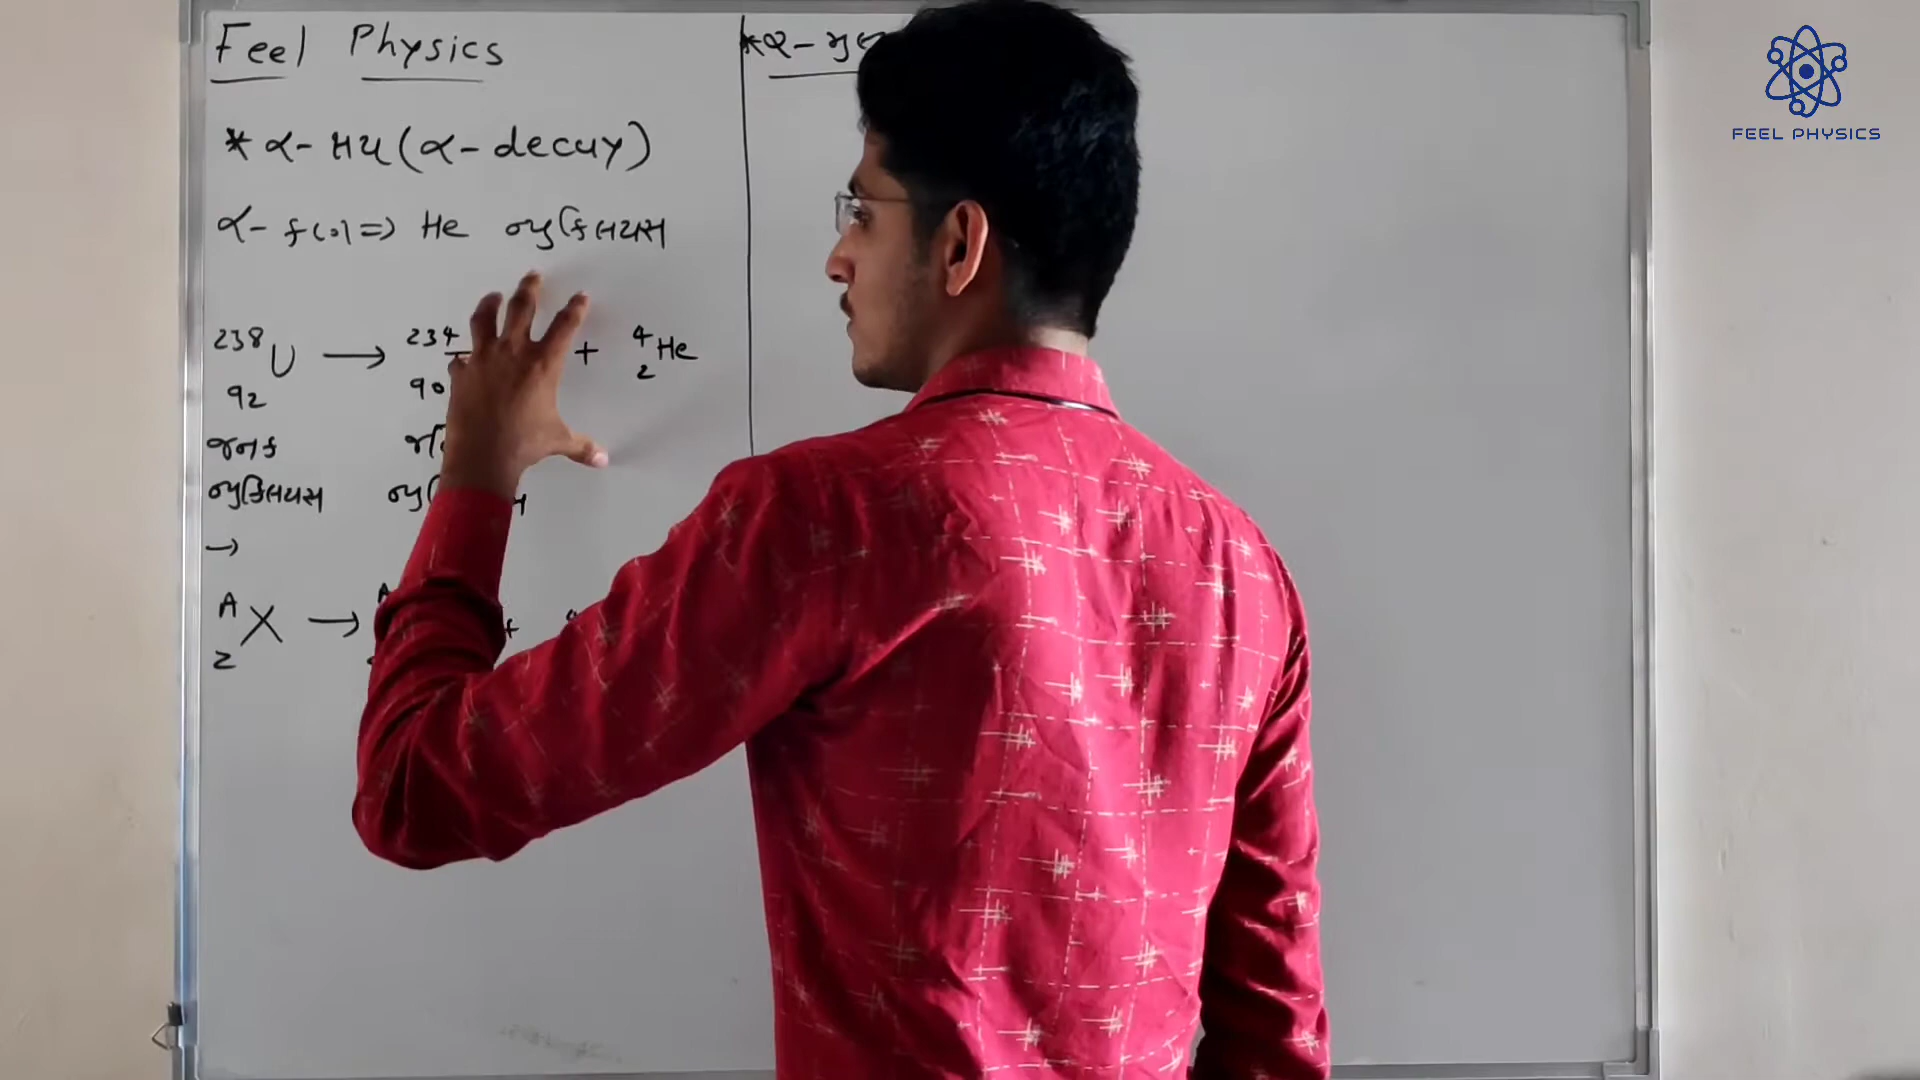 Feel Physics
*α-
* α - ક્ષય (α - decay)
α - કણ => He ન્યુક્લિયસ
238 U → 234 + 4 He
92 90 2
જનક
ન્યુક્લિયસ
→
A X → A +
Z
FEEL PHYSICS